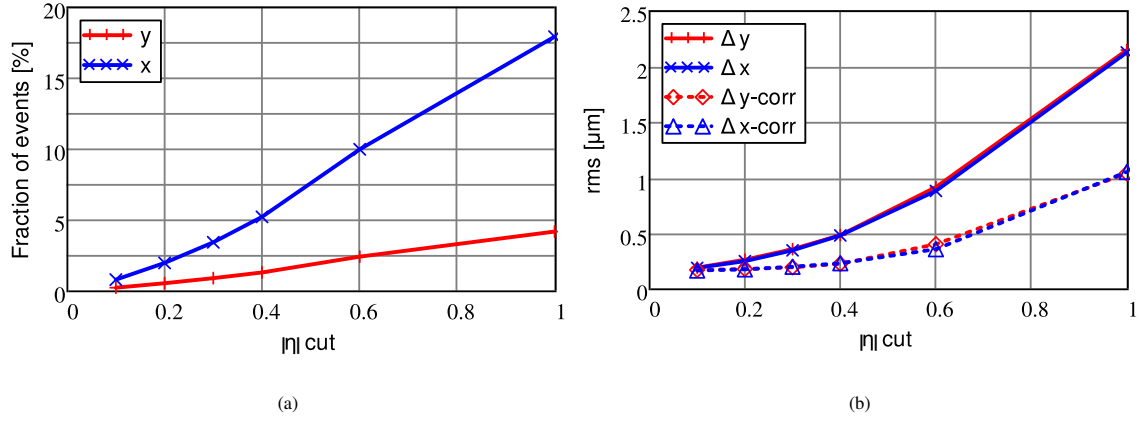 20
15
10
5
0
0
0.2
0.4
0.6
0.8
1
Fraction of events [%]
|η| cut
y
x
(a)
2.5
2
1.5
1
0.5
0
0
0.2
0.4
0.6
0.8
1
rms [μm]
|η| cut
Δ y
Δ x
Δ y-corr
Δ x-corr
(b)